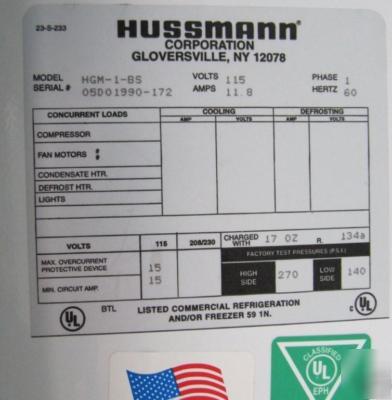 23-5-233
HUSSMANN®
CORPORATION
GLOVERSVILLE, NY 12078
MODEL HGM-1-BS VOLTS 115 PHASE 1
SERIAL # 05D01990-172 AMPS 11.8 HERTZ 60
CONCURRENT LOADS COOLING DEFROSTING
AMP VOLTS AMP VOLTS
COMPRESSOR
FAN MOTORS # #
CONDENSATE HTR.
DEFROST HTR.
LIGHTS
VOLTS 115 208/230 CHARGED WITH 17 OZ R. 134a
FACTORY TEST PRESSURES (P.S.I.)
MAX. OVERCURRENT PROTECTIVE DEVICE 15
MIN. CIRCUIT AMP. 15
HIGH SIDE 270 LOW SIDE 140
UL BTL LISTED COMMERCIAL REFRIGERATION c UL
AND/OR FREEZER 59 1N.
CLASSIFIED
UL
EPH